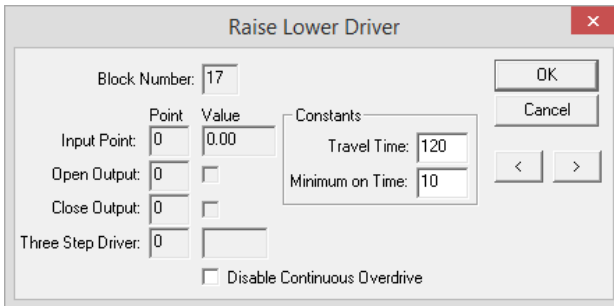 Raise Lower Driver
x
Block Number: 17
OK
Cancel
Point Value
Constants
Input Point: 0 0.00
Travel Time: 120
Open Output: 0
Minimum on Time: 10
< >
Close Output: 0
Three Step Driver: 0
Disable Continuous Overdrive